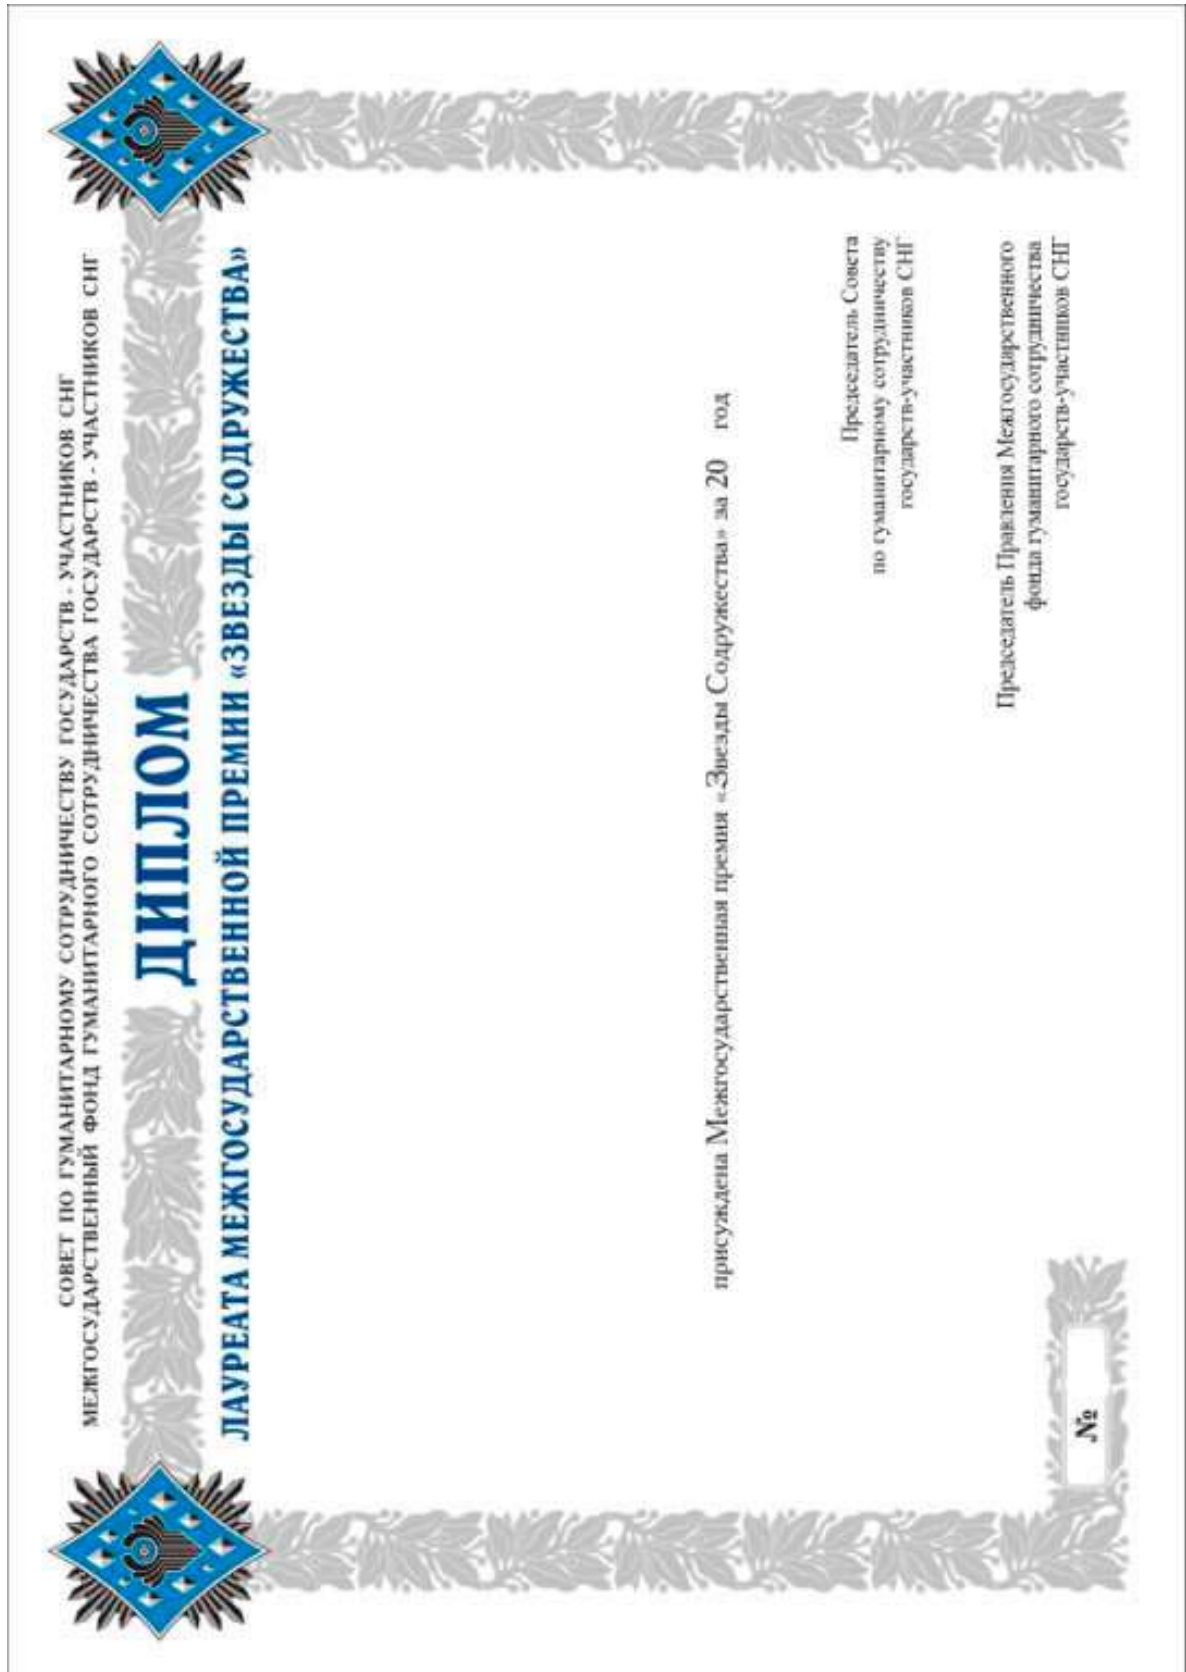 СОВЕТ ПО ГУМАНИТАРНОМУ СОТРУДНИЧЕСТВУ ГОСУДАРСТВ - УЧАСТНИКОВ СНГ
МЕЖГОСУДАРСТВЕННЫЙ ФОНД ГУМАНИТАРНОГО СОТРУДНИЧЕСТВА ГОСУДАРСТВ - УЧАСТНИКОВ СНГ
ДИПЛОМ
ЛАУРЕАТА МЕЖГОСУДАРСТВЕННОЙ ПРЕМИИ «ЗВЕЗДЫ СОДРУЖЕСТВА»
присуждена Межгосударственная премия «Звезды Содружества» за 20 год
Председатель Совета
по гуманитарному сотрудничеству
государств-участников СНГ
Председатель Правления Межгосударственного
фонда гуманитарного сотрудничества
государств-участников СНГ
№